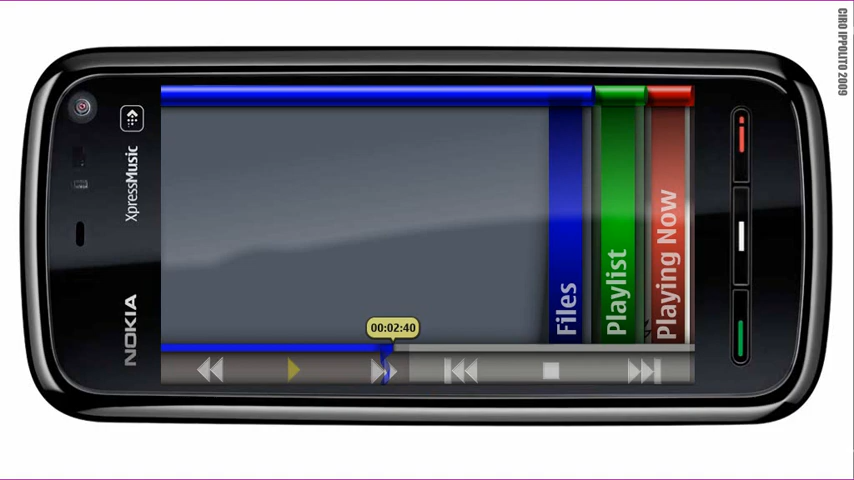 CIRO IPPOLITO 2009
XpressMusic
NOKIA
Files
Playlist
Playing Now
00:02:40